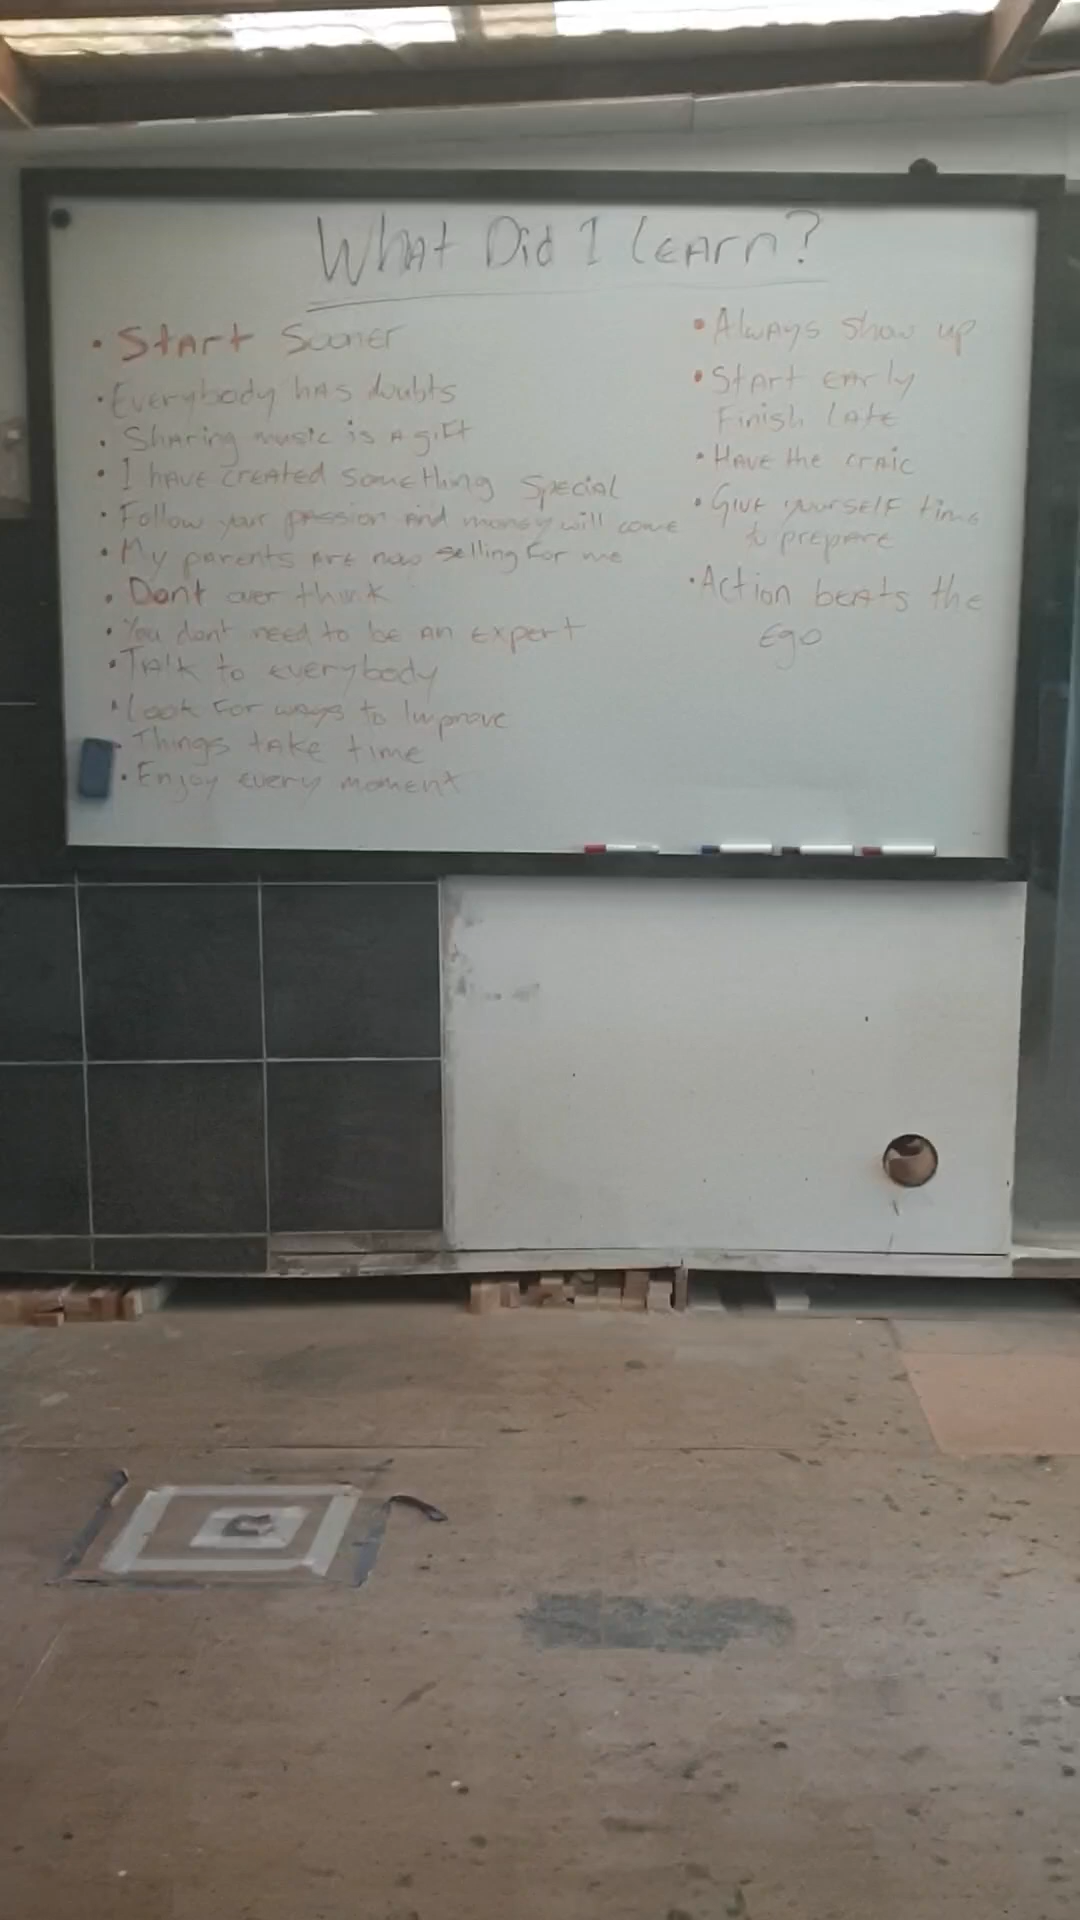 What Did I Learn?
• Start Sooner
• Everybody has doubts
• Sharing music is a gift
• I have created something special
• Follow your passion and money will come
• My parents are now selling for me
• Dont over think
• You dont need to be an expert
• Talk to everybody
• Look for ways to Improve
• Things take time
• Enjoy every moment
• Always show up
• Start early
Finish late
• Have the craic
• Give yourself time
to prepare
• Action beats the
Ego